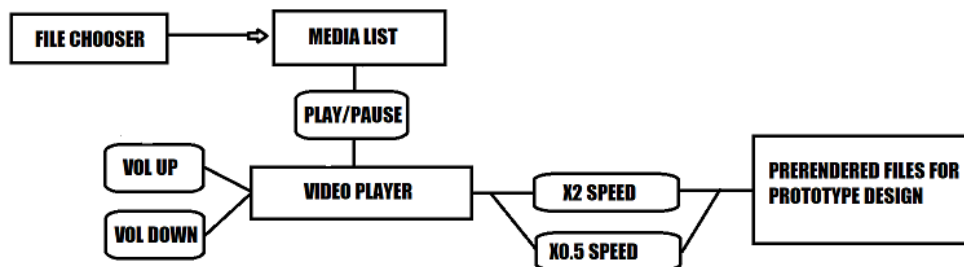 FILE CHOOSER
MEDIA LIST
PLAY/PAUSE
VOL UP
VOL DOWN
VIDEO PLAYER
X2 SPEED
X0.5 SPEED
PRERENDERED FILES FOR
PROTOTYPE DESIGN